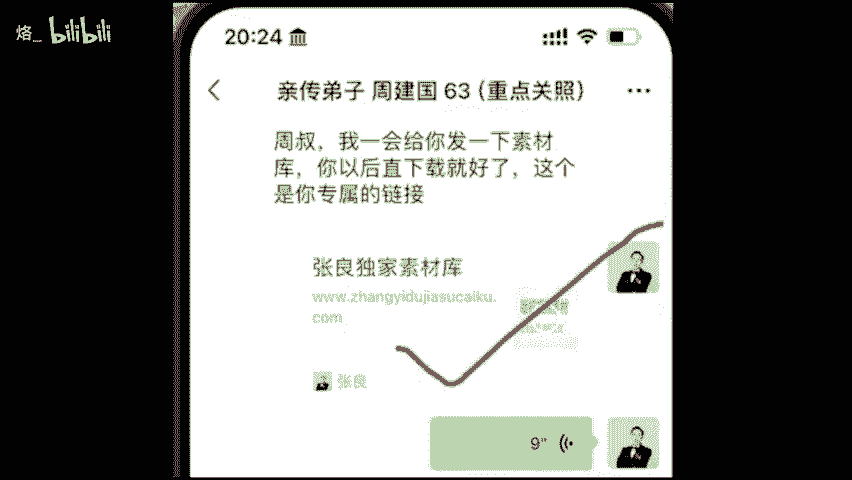 烙_ bilibili
20:24
亲传弟子 周建国 63（重点关照）
周叔，我一会给你发一下素材
库，你以后直下载就好了，这个
是你专属的链接
张良独家素材库
www.zhangyidujiasucaiku.
com
张良
9"